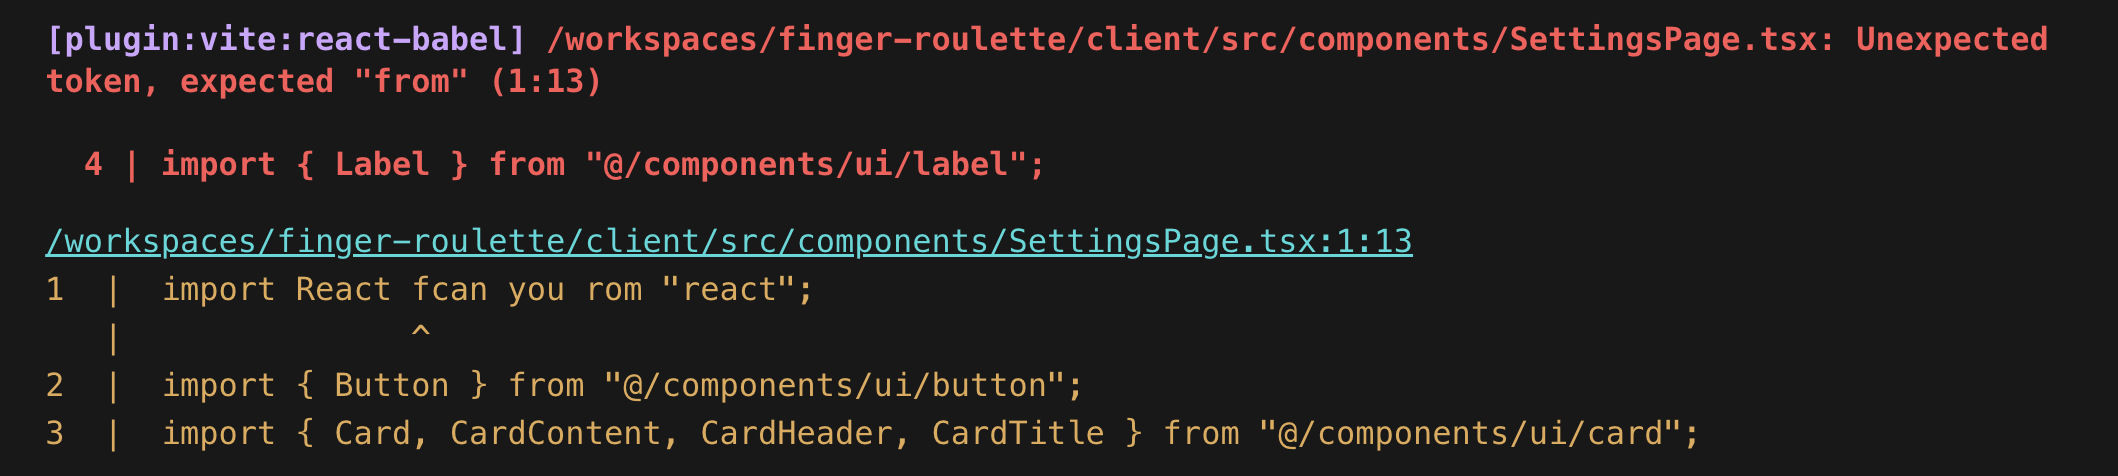 [plugin:vite:react-babel] /workspaces/finger-roulette/client/src/components/SettingsPage.tsx: Unexpected
token, expected "from" (1:13)
4 | import { Label } from "@/components/ui/label";
/workspaces/finger-roulette/client/src/components/SettingsPage.tsx:1:13
1  |  import React fcan you rom "react";
   |               ^
2  |  import { Button } from "@/components/ui/button";
3  |  import { Card, CardContent, CardHeader, CardTitle } from "@/components/ui/card";